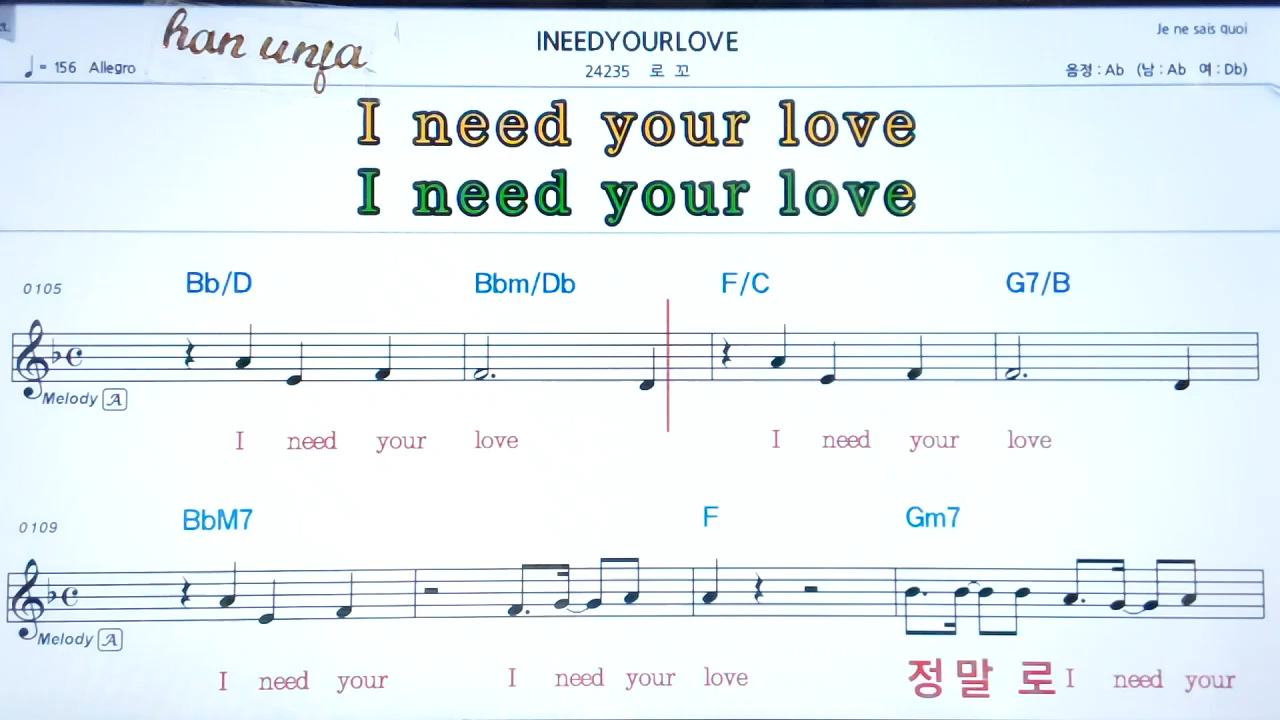 han unfa
INEEDYOURLOVE
Je ne sais quoi
♩= 156 Allegro
24235 로 꼬
음정 : Ab (남 : Ab 여 : Db)
I need your love
I need your love
0105 Bb/D Bbm/Db F/C G7/B
Melody A
I need your love I need your love
0109 BbM7 F Gm7
Melody A
I need your I need your love 정말 로 I need your